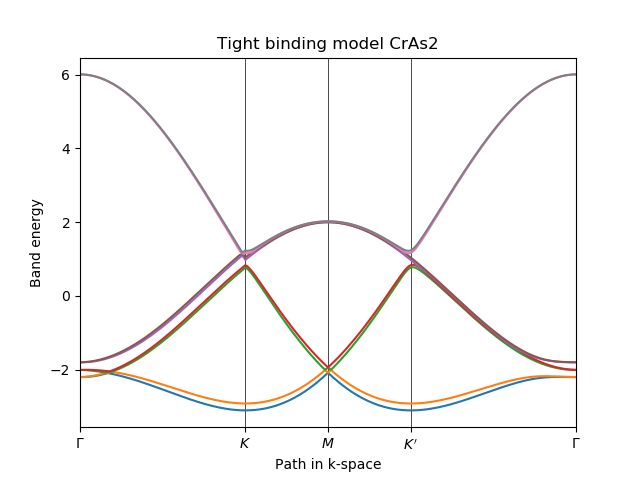 Tight binding model CrAs2
Band energy
6
4
2
0
−2
Γ K M K′ Γ
Path in k-space